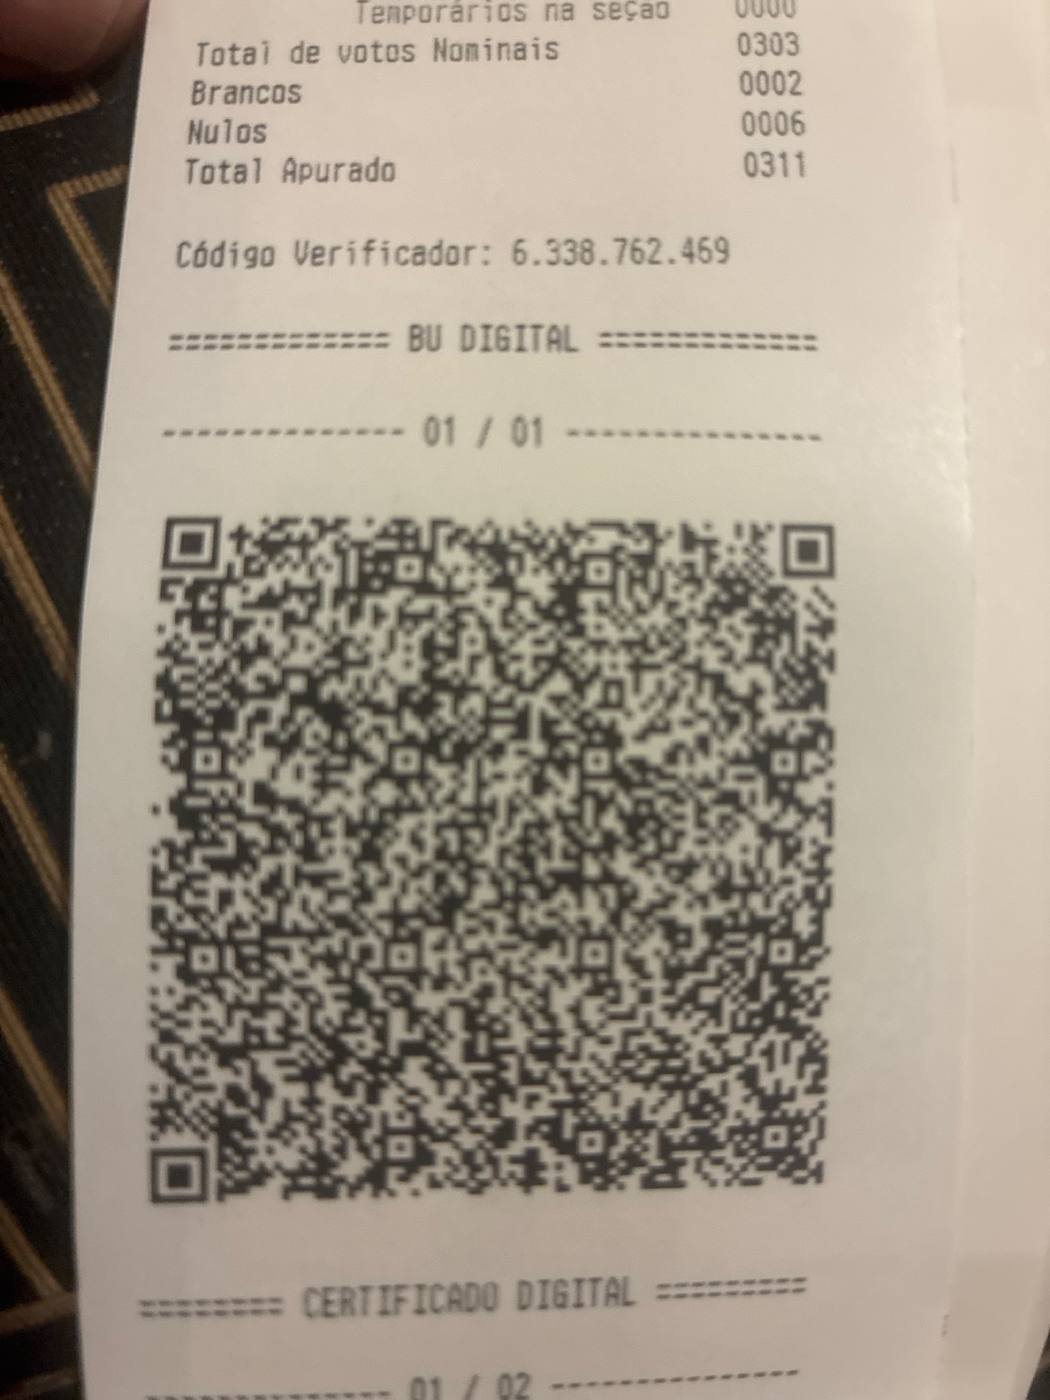 Temporários na seção 0000
Total de votos Nominais 0303
Brancos 0002
Nulos 0006
Total Apurado 0311
Código Verificador: 6.338.762.469
============= BU DIGITAL =============
-------------- 01 / 01 ---------------
======== CERTIFICADO DIGITAL =========
-------------- 01 / 02 ---------------